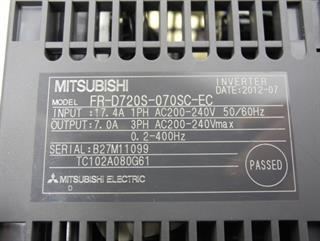 MITSUBISHI INVERTER
DATE:2012-07
MODEL FR-D720S-070SC-EC
INPUT :17.4A 1PH AC200-240V 50/60Hz
OUTPUT:7.0A 3PH AC200-240Vmax
0.2-400Hz
SERIAL:B27M11099
TC102A080G61
PASSED
MITSUBISHI ELECTRIC
D